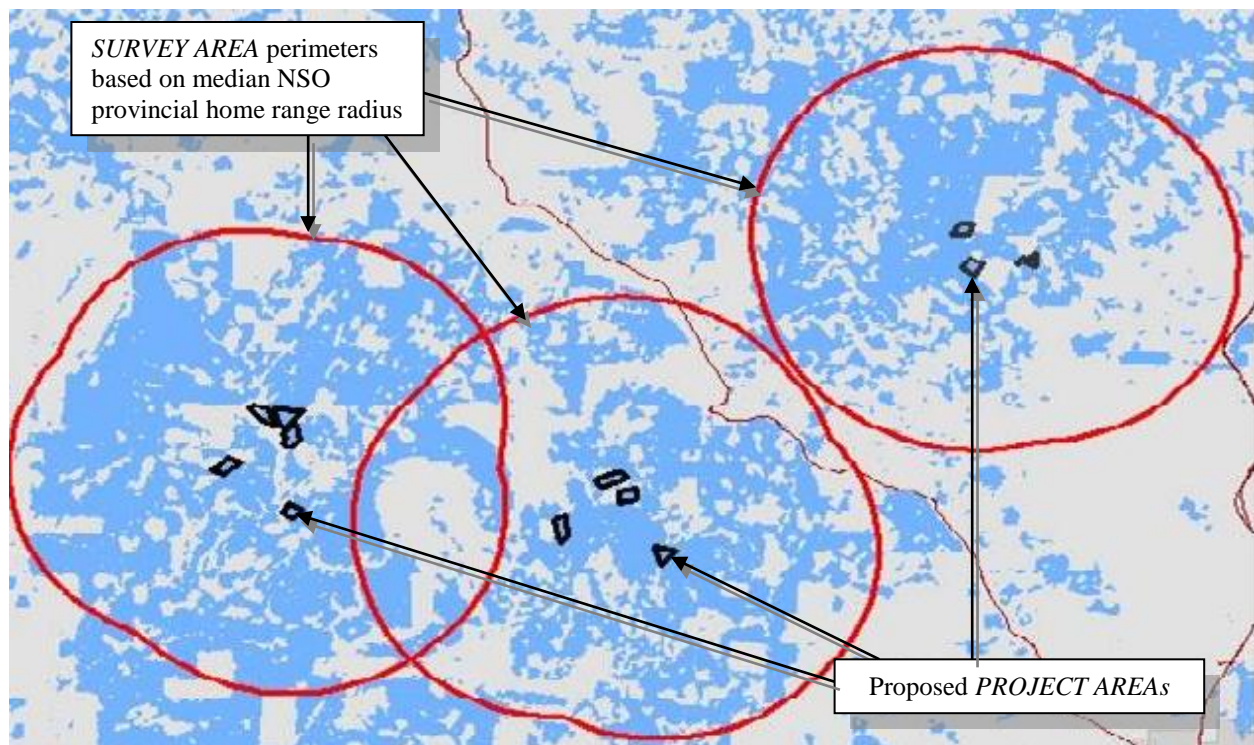 SURVEY AREA perimeters
based on median NSO
provincial home range radius
Proposed PROJECT AREAs